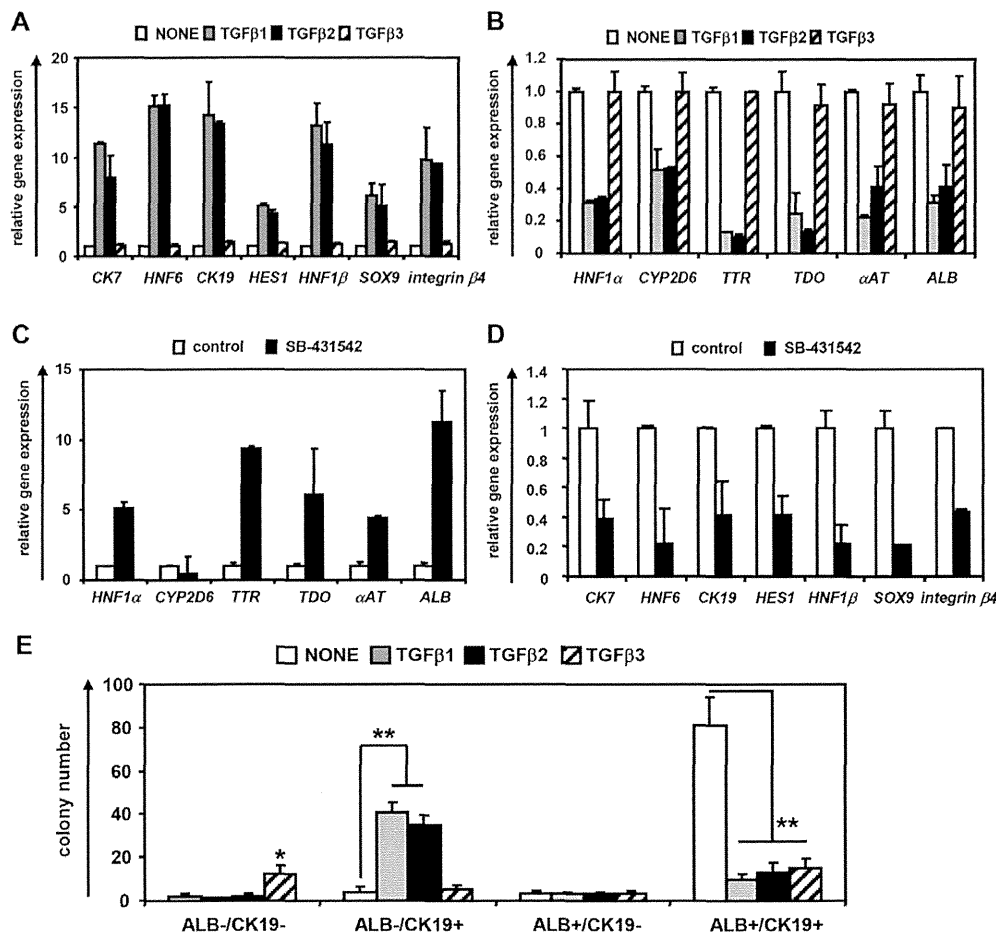 A
NONE TGFβ1 TGFβ2 TGFβ3
relative gene expression
20
15
10
5
0
CK7 HNF6 CK19 HES1 HNF1β SOX9 integrin β4
B
NONE TGFβ1 TGFβ2 TGFβ3
relative gene expression
1.2
1.0
0.8
0.6
0.4
0.2
0
HNF1α CYP2D6 TTR TDO αAT ALB
C
control SB-431542
relative gene expression
15
10
5
0
HNF1α CYP2D6 TTR TDO αAT ALB
D
control SB-431542
relative gene expression
1.4
1.2
1
0.8
0.6
0.4
0.2
0
CK7 HNF6 CK19 HES1 HNF1β SOX9 integrin β4
E
NONE TGFβ1 TGFβ2 TGFβ3
colony number
100
80
60
40
20
0
*
**
**
ALB-/CK19- ALB-/CK19+ ALB+/CK19- ALB+/CK19+